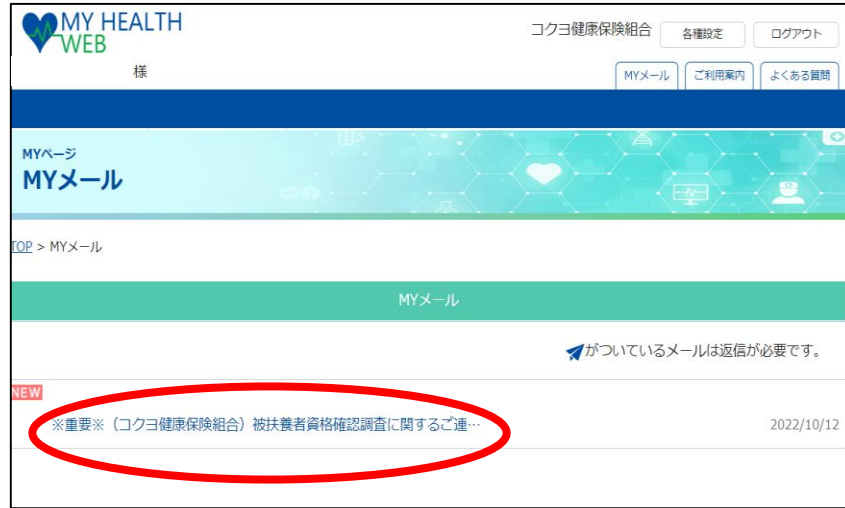 MY HEALTH
WEB
コクヨ健康保険組合 各種設定 ログアウト
様
MYメール ご利用案内 よくある質問
MYページ
MYメール
TOP > MYメール
MYメール
がついているメールは返信が必要です。
NEW
※重要※（コクヨ健康保険組合）被扶養者資格確認調査に関するご連… 2022/10/12